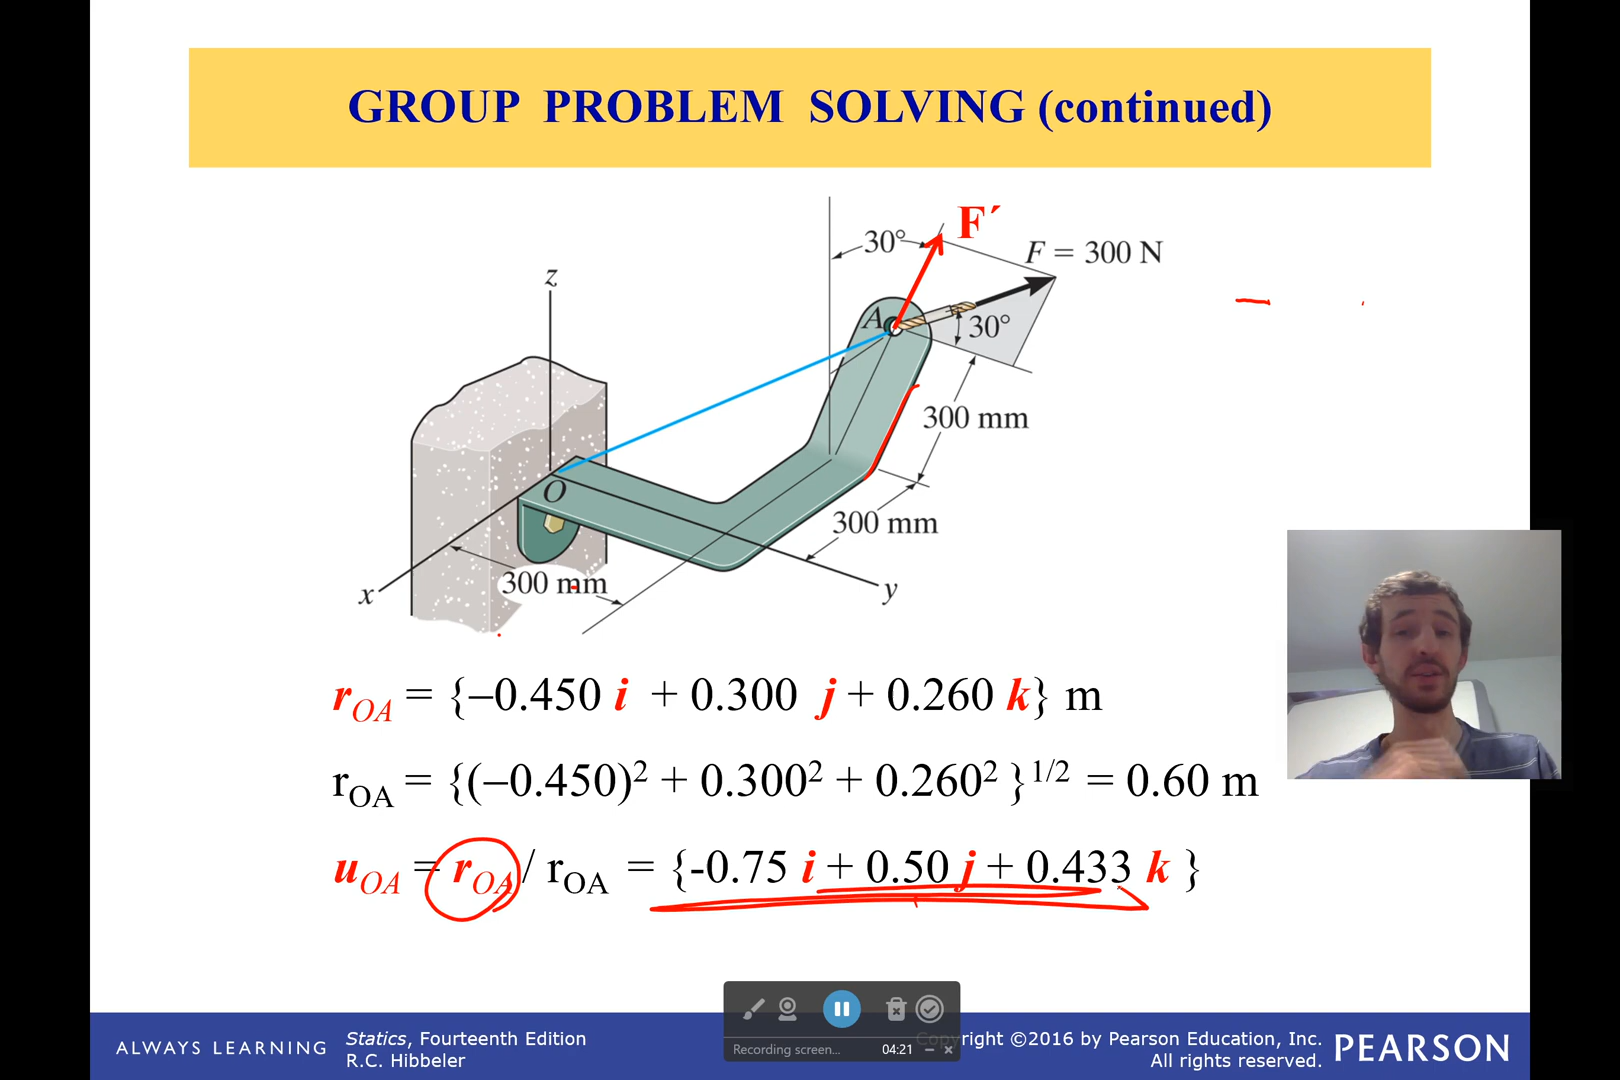 GROUP PROBLEM SOLVING (continued)
F´
30°
F = 300 N
z
A
30°
300 mm
O
300 mm
300 mm
x
y
rOA = {–0.450 i + 0.300 j + 0.260 k} m
rOA = {(–0.450)² + 0.300² + 0.260² }1/2 = 0.60 m
uOA = rOA / rOA = {-0.75 i + 0.50 j + 0.433 k }
Recording screen... 04:21
ALWAYS LEARNING
Statics, Fourteenth Edition
R.C. Hibbeler
Copyright ©2016 by Pearson Education, Inc.
All rights reserved.
PEARSON